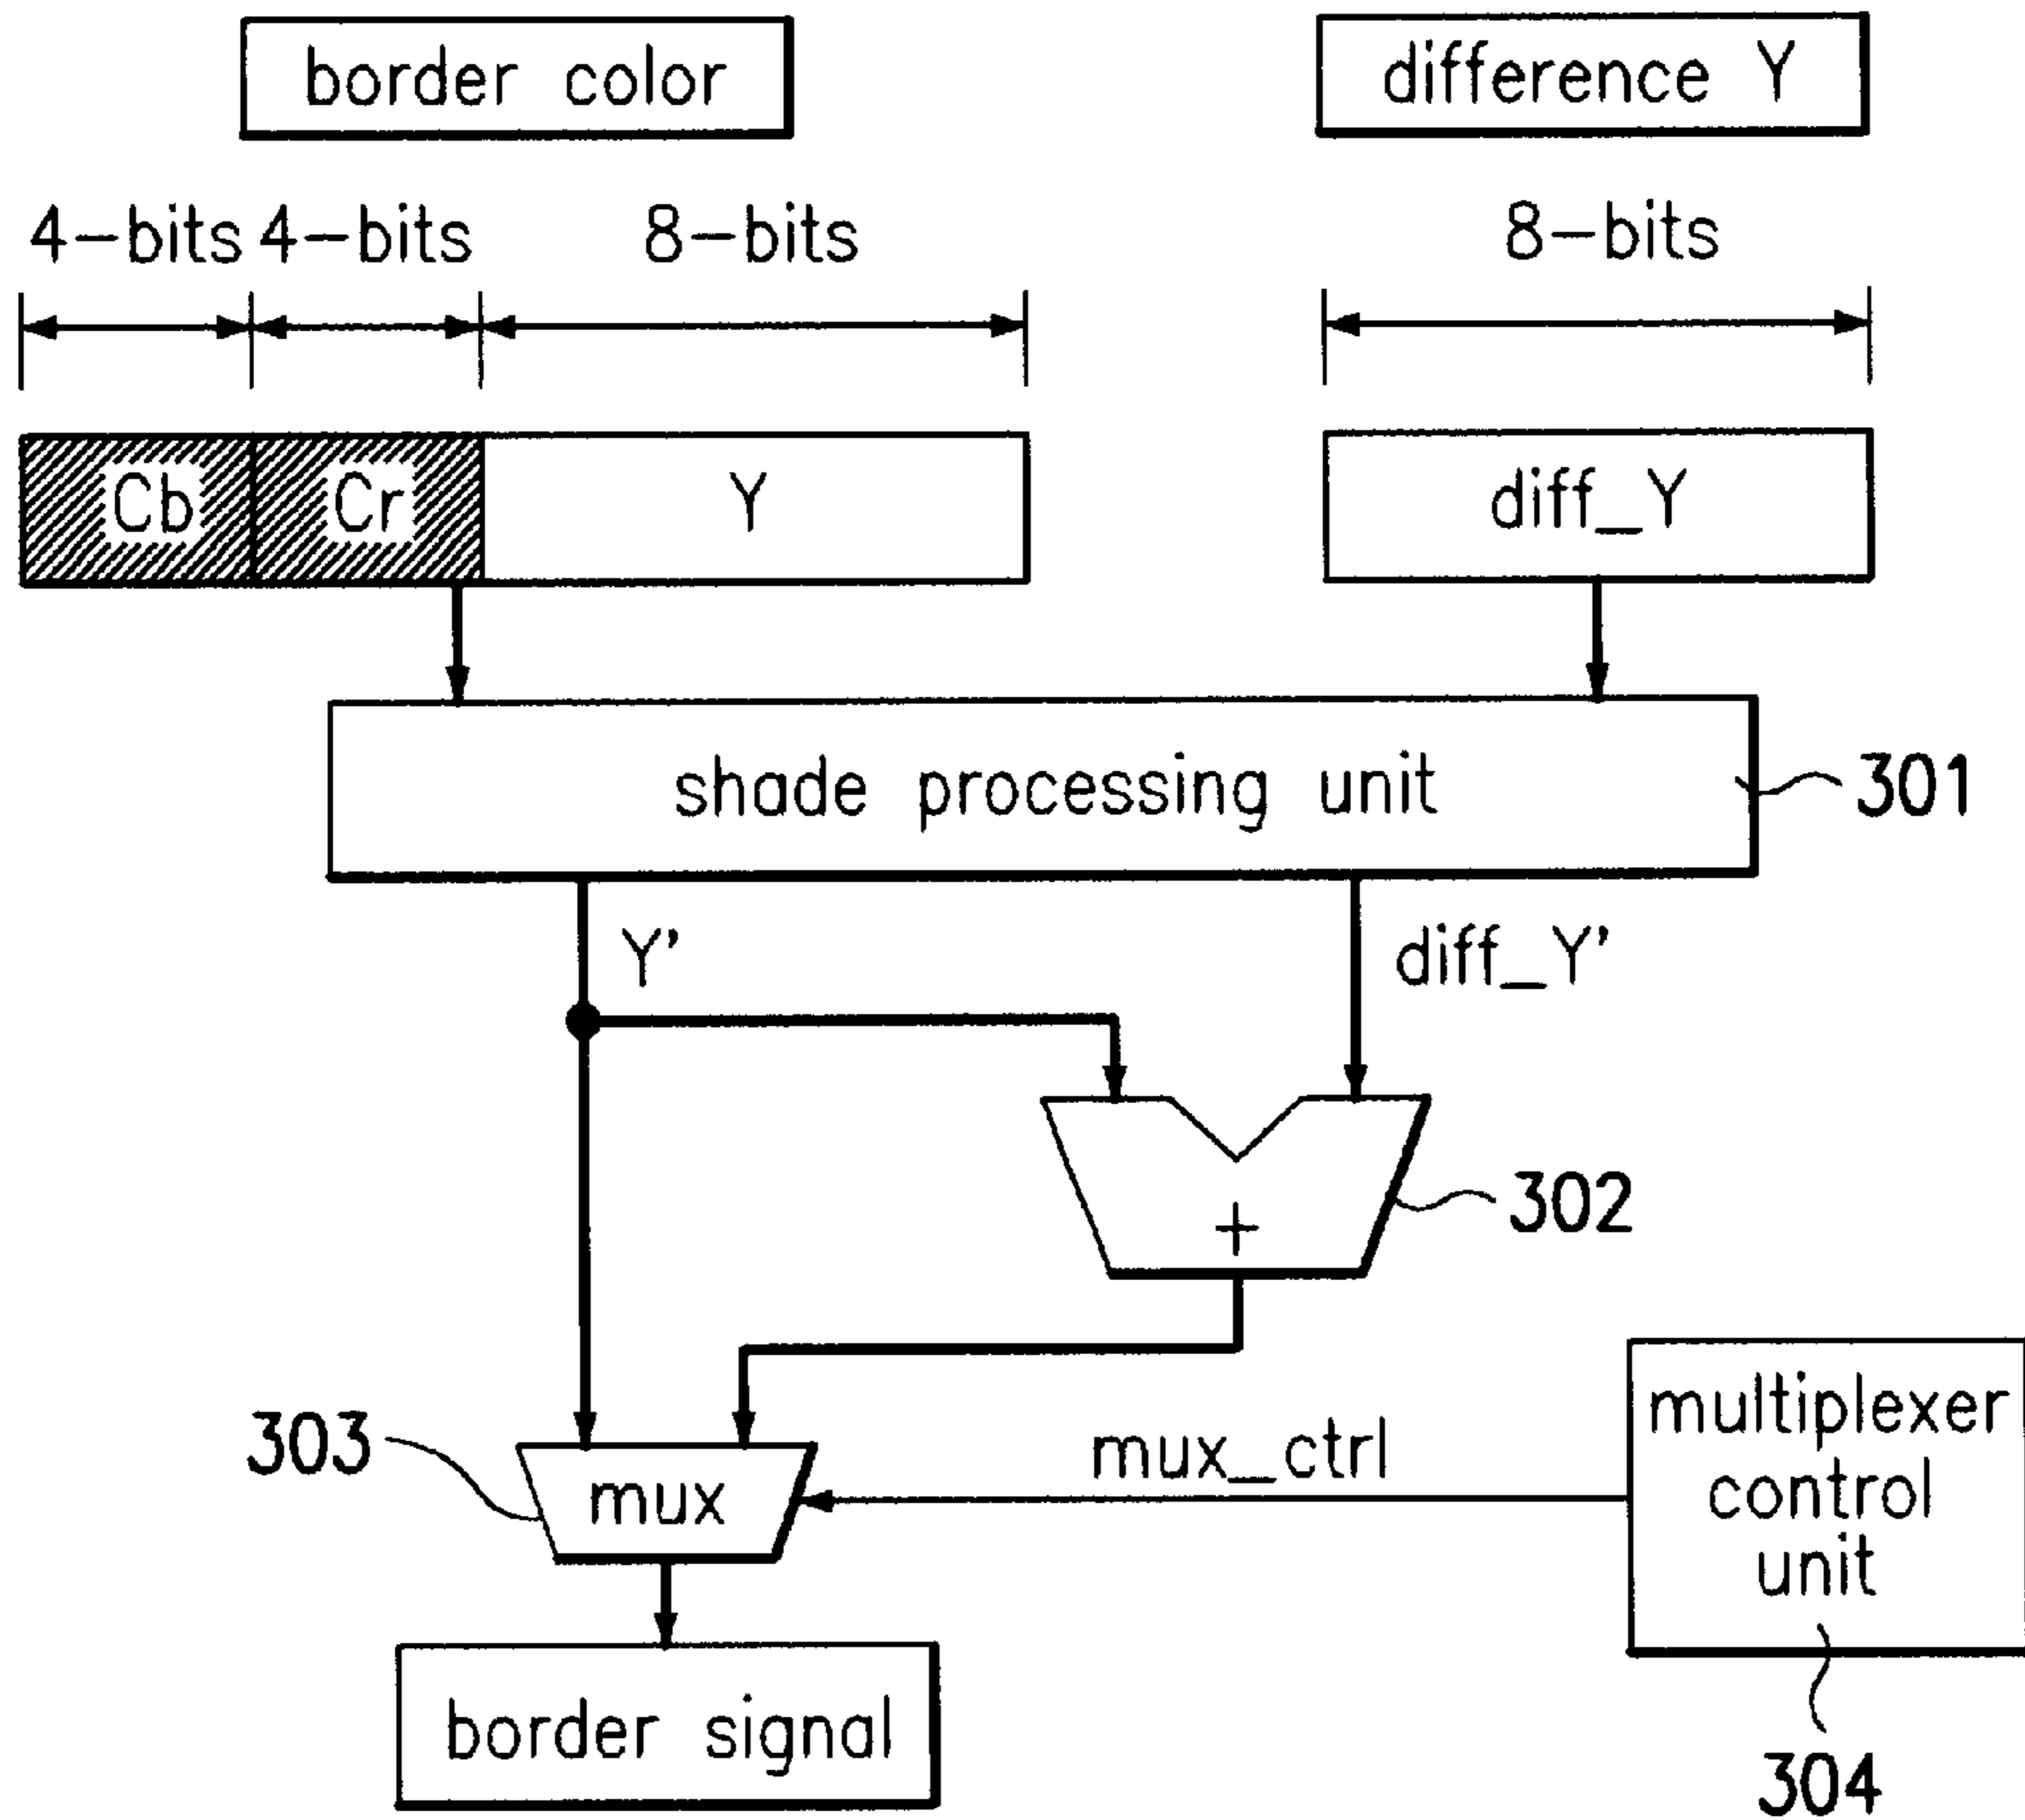 border color
difference Y
4-bits 4-bits 8-bits
8-bits
Cb Cr Y
diff_Y
shade processing unit
301
Y'
diff_Y'
+
302
303
mux
mux_ctrl
multiplexer
control
unit
border signal
304